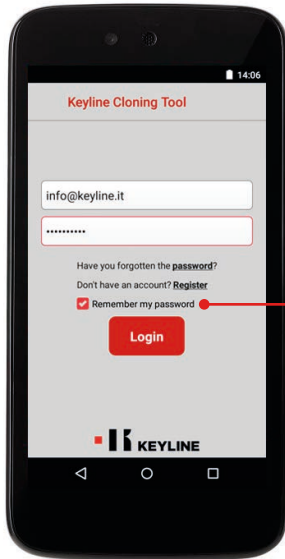 14:06
Keyline Cloning Tool
info@keyline.it
••••••••••
Have you forgotten the password?
Don't have an account? Register
Remember my password
Login
KEYLINE